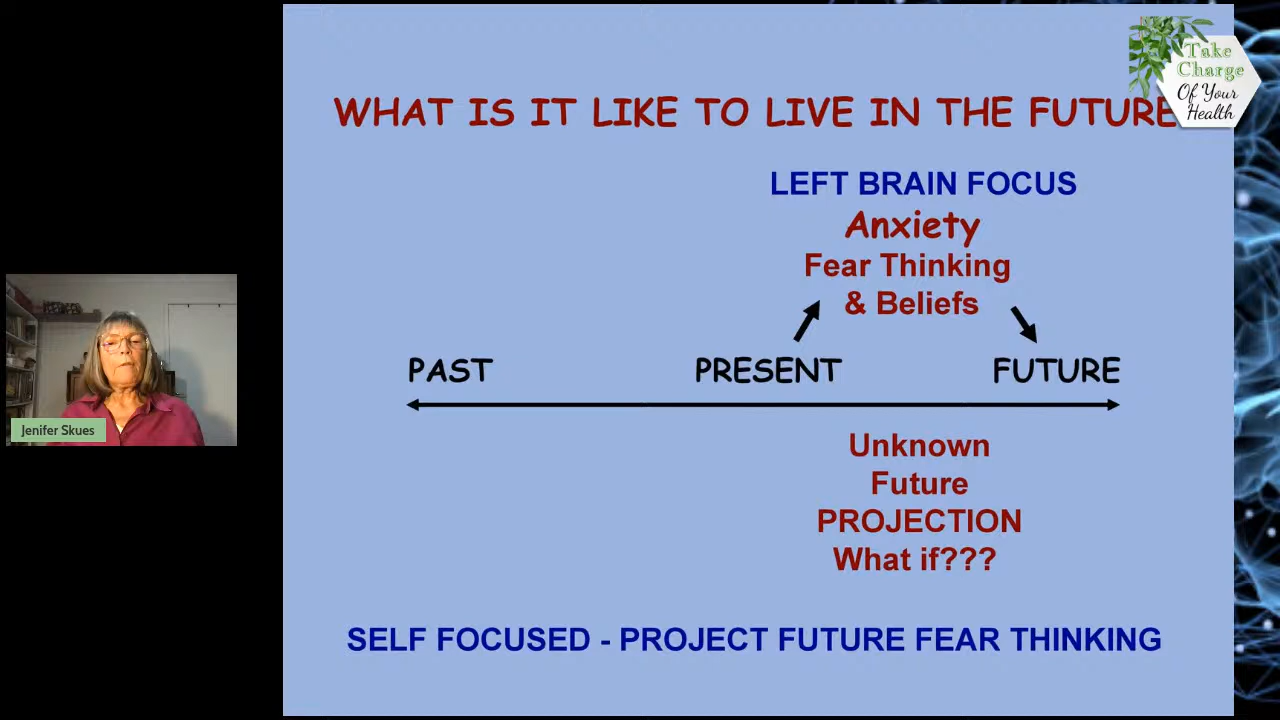 Take
Charge
Of Your
Health
WHAT IS IT LIKE TO LIVE IN THE FUTURE
LEFT BRAIN FOCUS
Anxiety
Fear Thinking
& Beliefs
PAST PRESENT FUTURE
Jenifer Skues
Unknown
Future
PROJECTION
What if???
SELF FOCUSED - PROJECT FUTURE FEAR THINKING